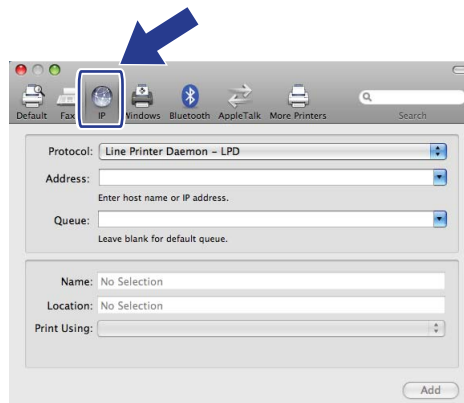 Default Fax IP Windows Bluetooth AppleTalk More Printers Search
Protocol: Line Printer Daemon – LPD
Address:
Enter host name or IP address.
Queue:
Leave blank for default queue.
Name: No Selection
Location: No Selection
Print Using:
Add